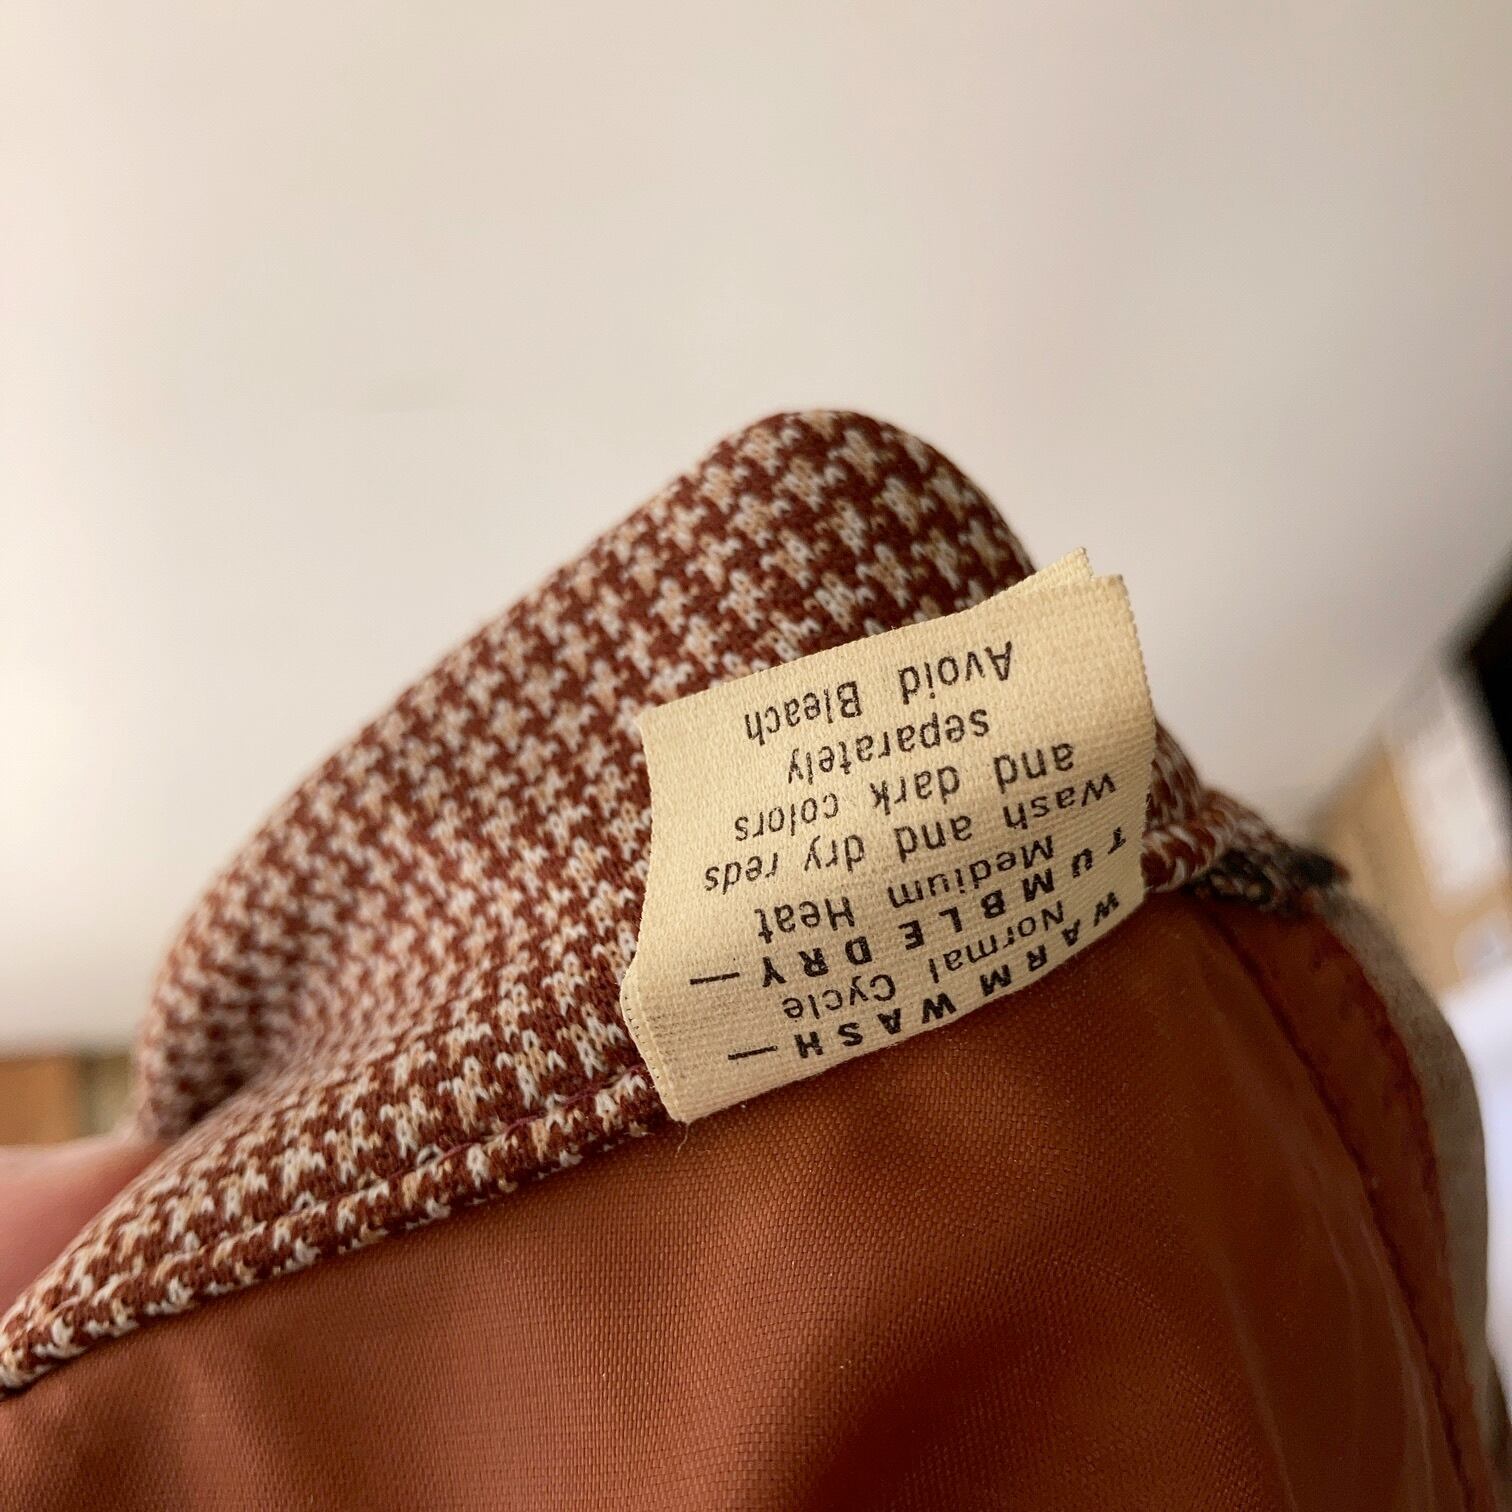 WARM WASH—
Normal Cycle
TUMBLE DRY—
Medium Heat
Wash and dry reds
and dark colors
separately
Avoid Bleach